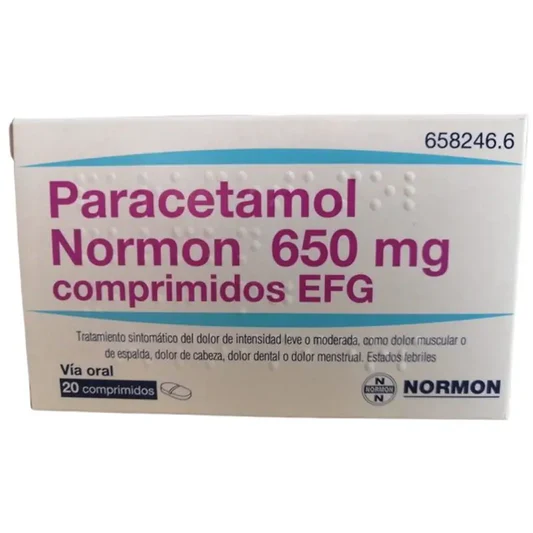 658246.6
Paracetamol
Normon 650 mg
comprimidos EFG
Tratamiento sintomático del dolor de intensidad leve o moderada, como dolor muscular o
de espalda, dolor de cabeza, dolor dental o dolor menstrual. Estados febriles
Vía oral
20 comprimidos
N
NORMON
N
NORMON